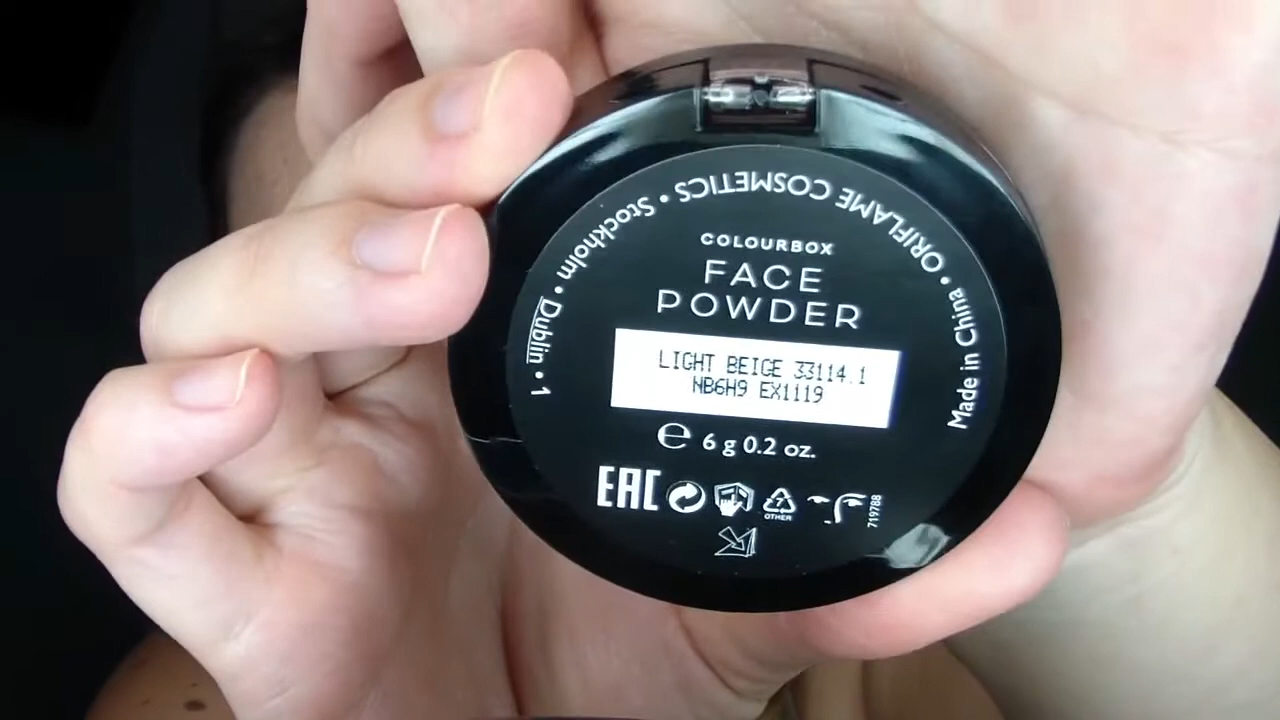 Made in China • ORIFLAME COSMETICS • Stockholm • Dublin • 1
COLOURBOX
FACE
POWDER
LIGHT BEIGE 33114.1
NB6H9 EX1119
℮ 6 g 0.2 oz.
EAC
7
OTHER
719788